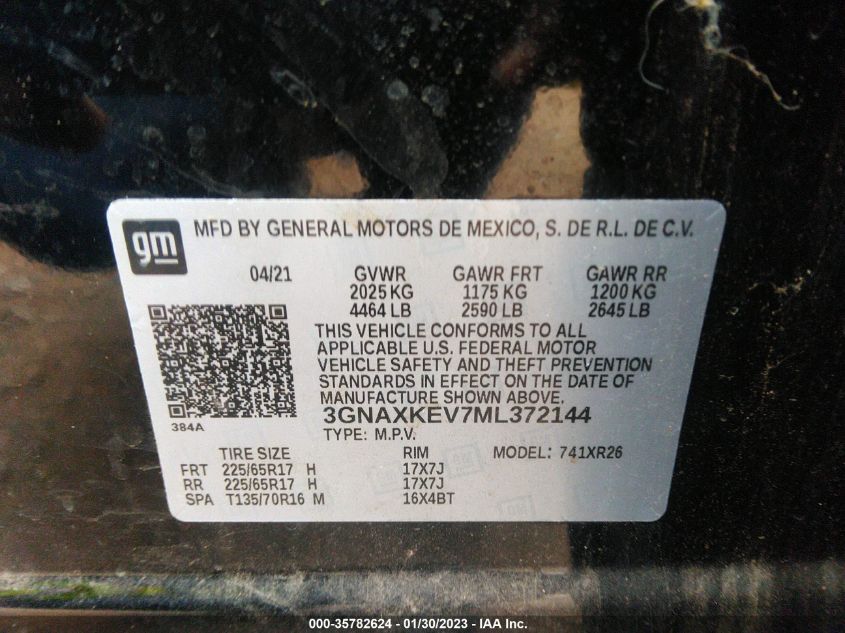 gm
MFD BY GENERAL MOTORS DE MEXICO, S. DE R.L. DE C.V.
04/21 GVWR GAWR FRT GAWR RR
2025 KG 1175 KG 1200 KG
4464 LB 2590 LB 2645 LB
THIS VEHICLE CONFORMS TO ALL
APPLICABLE U.S. FEDERAL MOTOR
VEHICLE SAFETY AND THEFT PREVENTION
STANDARDS IN EFFECT ON THE DATE OF
MANUFACTURE SHOWN ABOVE.
384A
3GNAXKEV7ML372144
TYPE: M.P.V.
TIRE SIZE RIM MODEL: 741XR26
FRT 225/65R17 H 17X7J
RR 225/65R17 H 17X7J
SPA T135/70R16 M 16X4BT
000-35782624 - 01/30/2023 - IAA Inc.